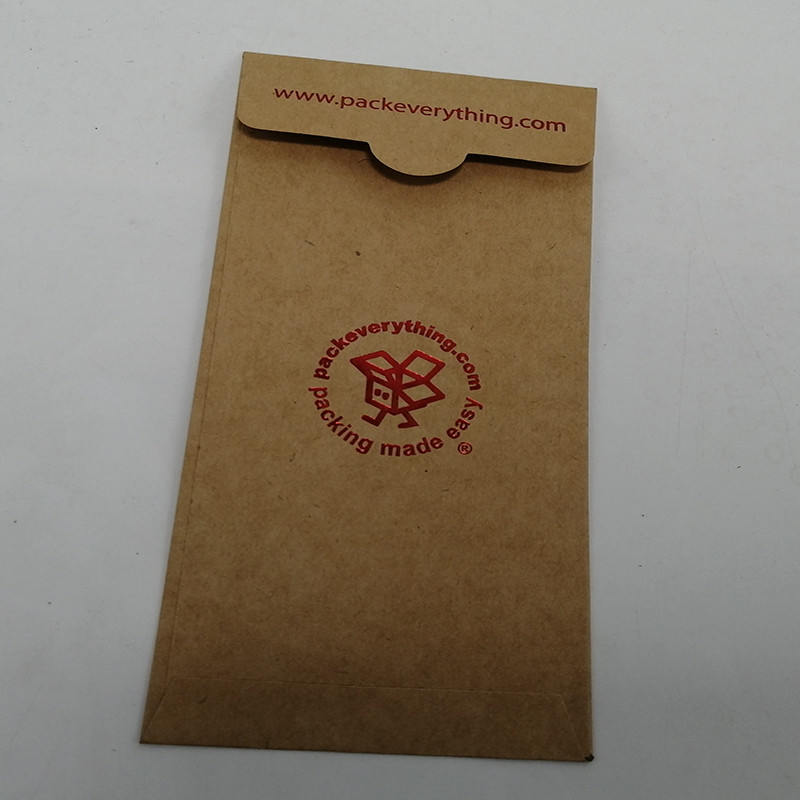 www.packeverything.com
packeverything.com
packing made easy
®